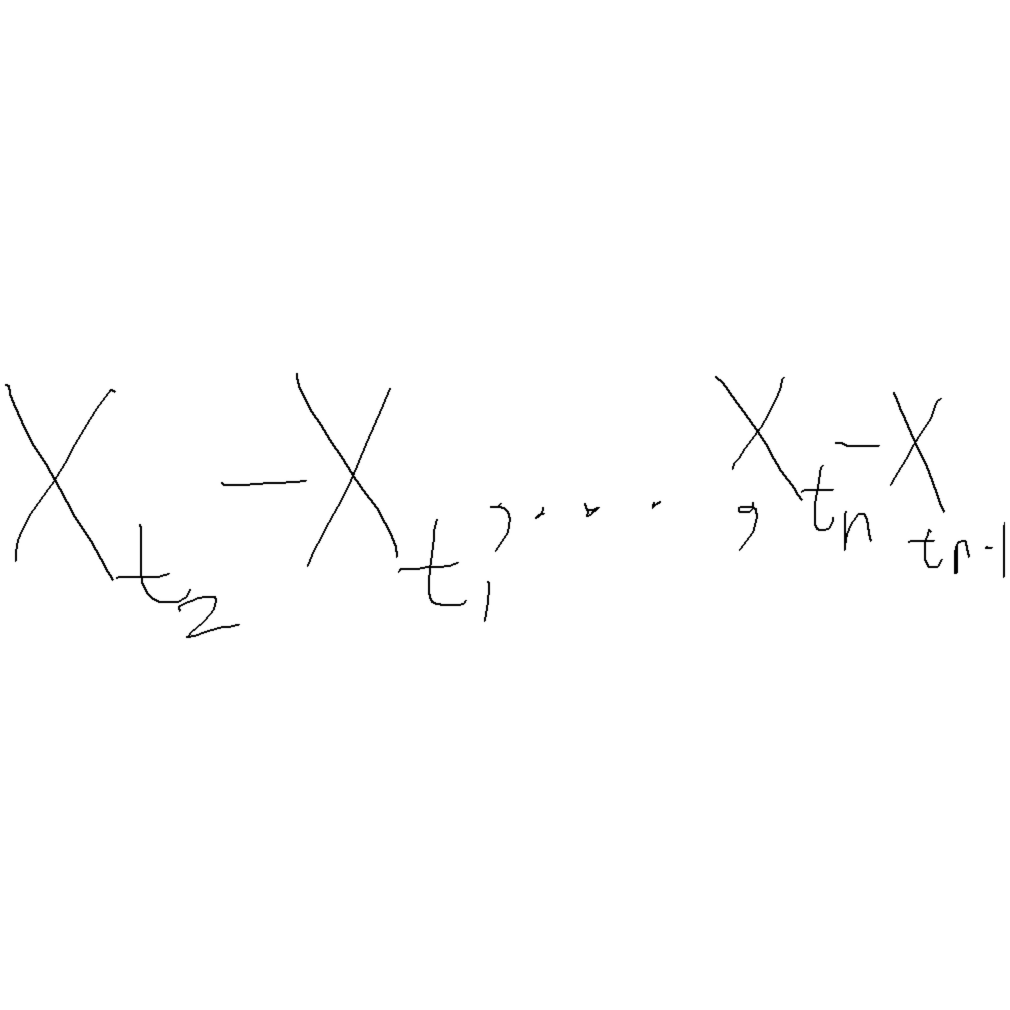 X_{t_2} - X_{t_1}, ..., X_{t_n} - X_{t_{n-1}}